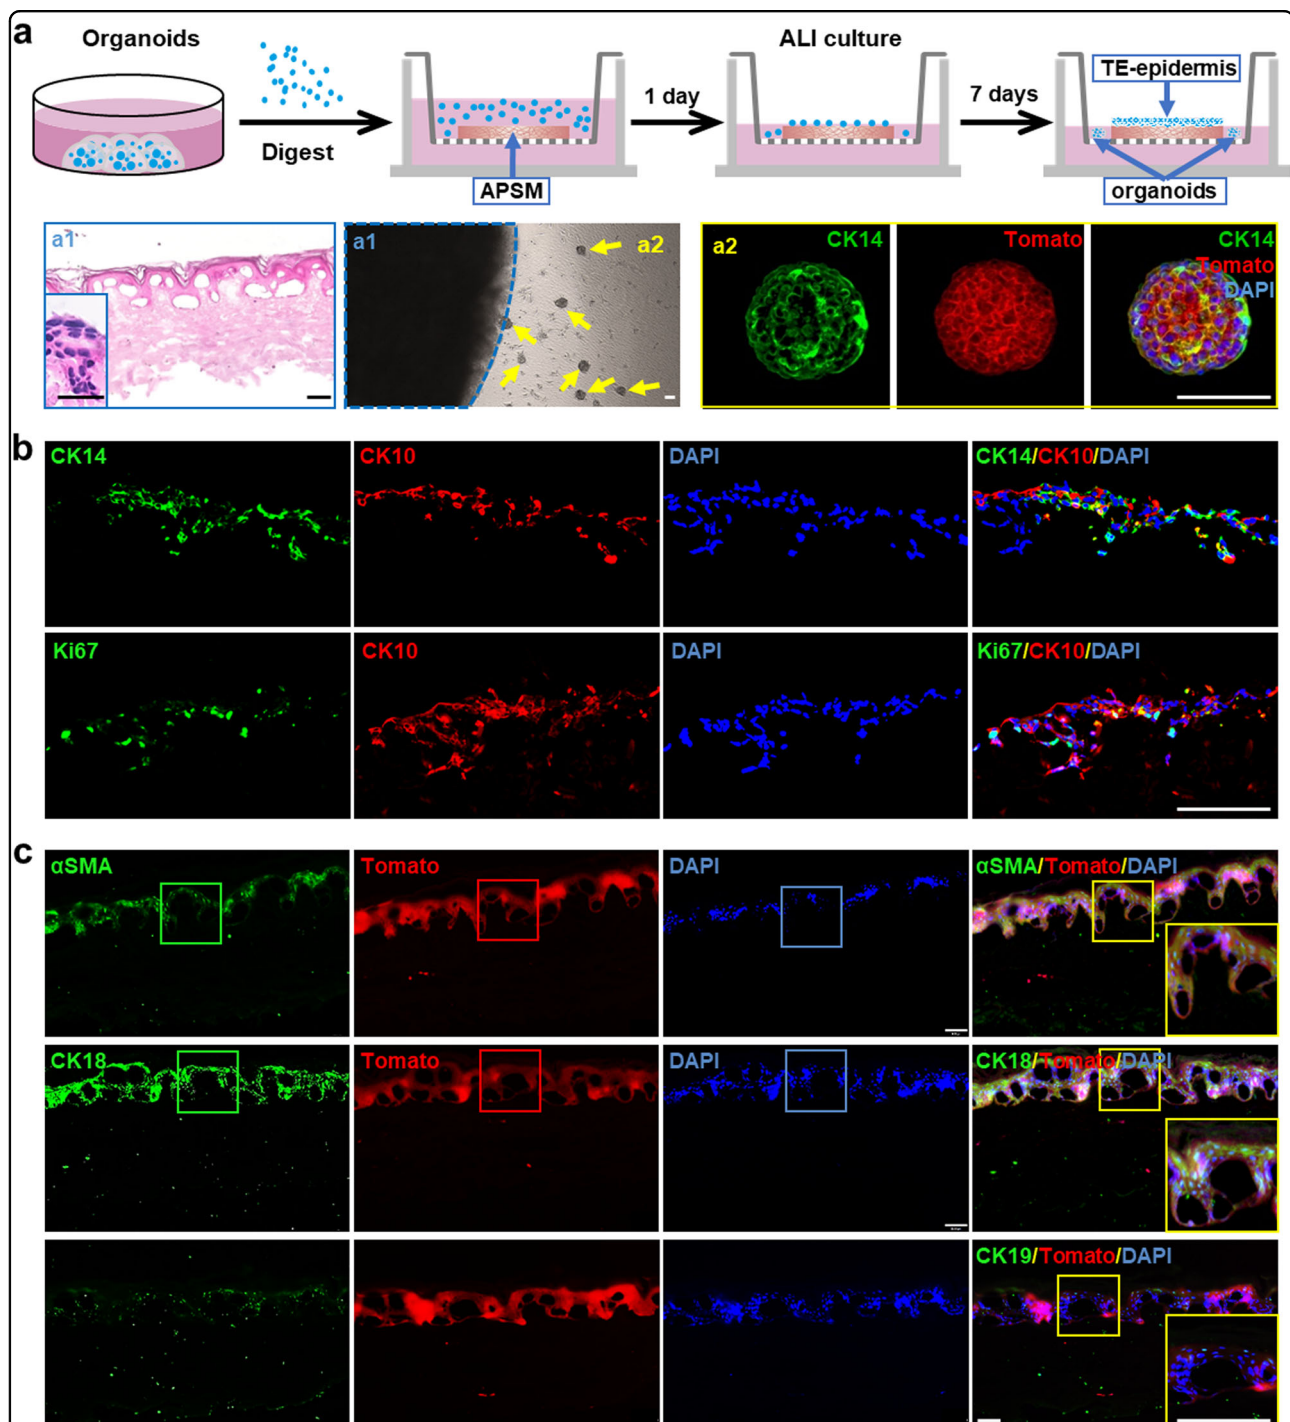 a
Organoids
Digest
APSM
1 day
ALI culture
7 days
TE-epidermis
organoids
a1
a1
a2
a2
CK14
Tomato
CK14
Tomato
DAPI
b
CK14
CK10
DAPI
CK14/CK10/DAPI
Ki67
CK10
DAPI
Ki67/CK10/DAPI
c
αSMA
Tomato
DAPI
αSMA/Tomato/DAPI
CK18
Tomato
DAPI
CK18/Tomato/DAPI
CK19/Tomato/DAPI